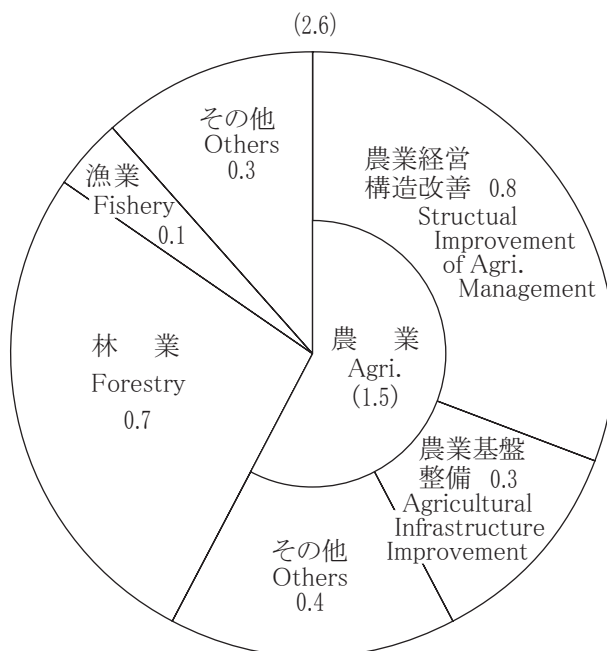 (2.6)
農業経営
構造改善 0.8
Structual
Improvement
of Agri.
Management
農業基盤
整備 0.3
Agricultural
Infrastructure
Improvement
その他
Others
0.4
農 業
Agri.
(1.5)
林 業
Forestry
0.7
漁業
Fishery
0.1
その他
Others
0.3